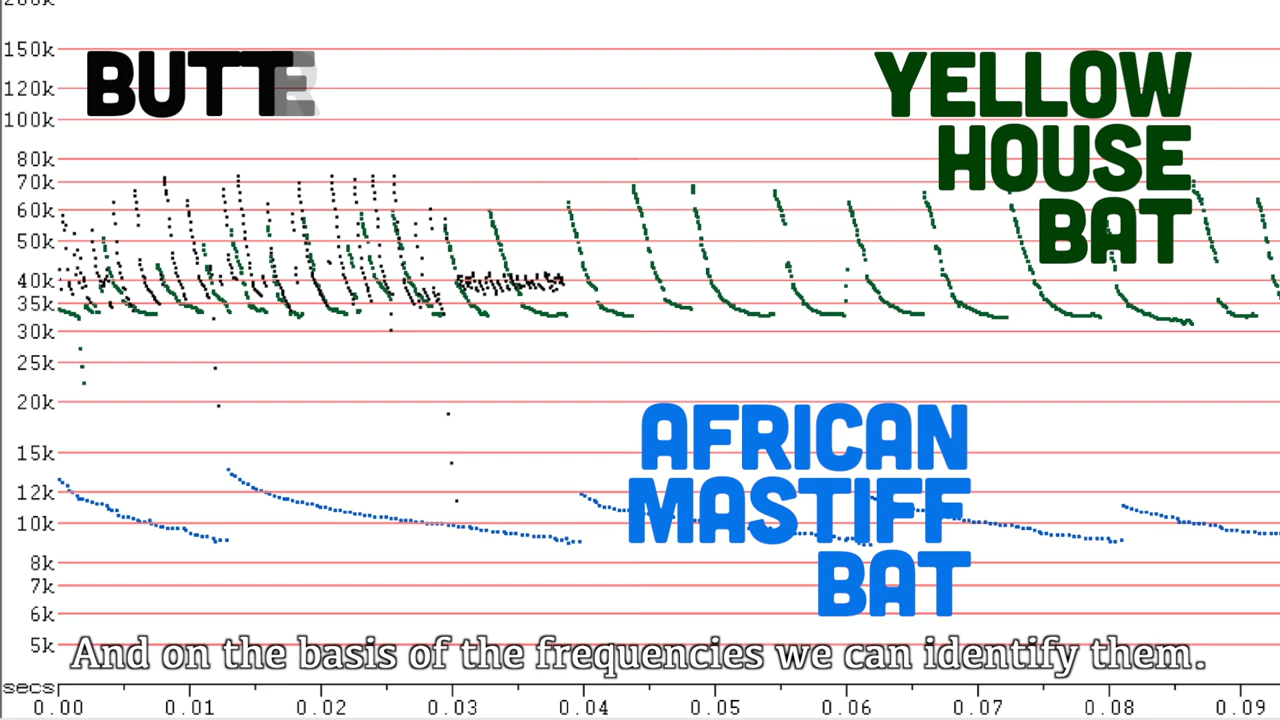 200k
150k
120k
100k
80k
70k
60k
50k
40k
35k
30k
25k
20k
15k
12k
10k
8k
7k
6k
5k
BUTTE
YELLOW
HOUSE
BAT
AFRICAN
MASTIFF
BAT
And on the basis of the frequencies we can identify them.
secs
0.00 0.01 0.02 0.03 0.04 0.05 0.06 0.07 0.08 0.09